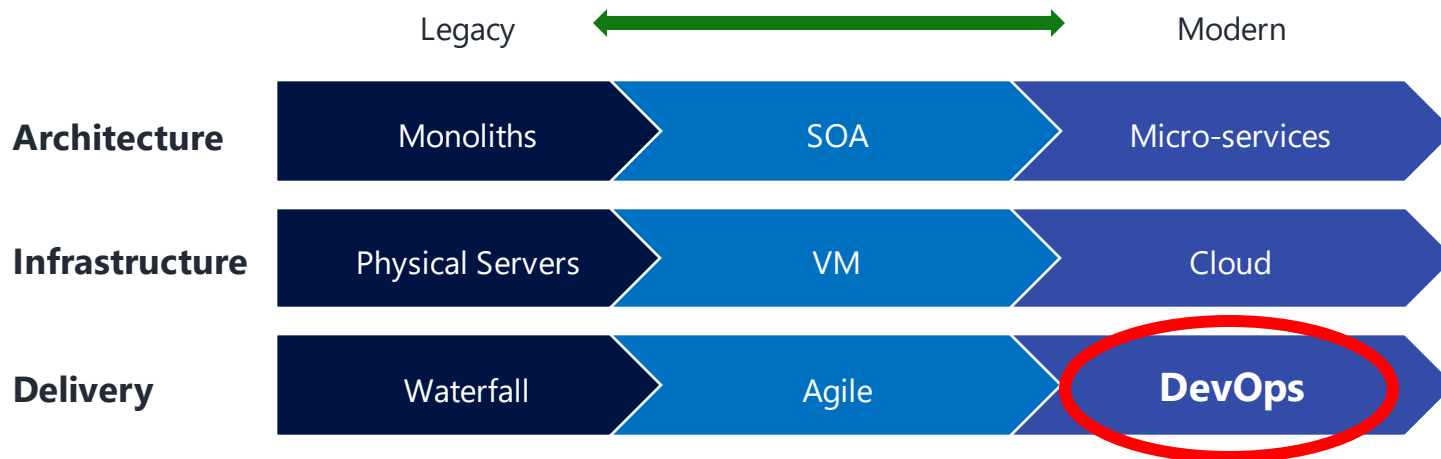 Legacy Modern
Architecture Monoliths SOA Micro-services
Infrastructure Physical Servers VM Cloud
Delivery Waterfall Agile DevOps